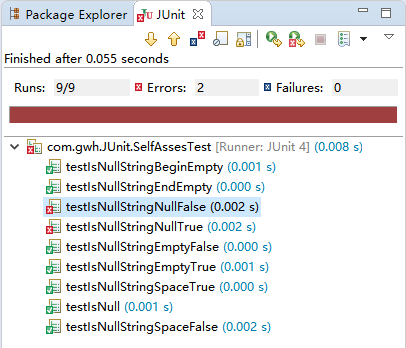 Package Explorer JUnit
Finished after 0.055 seconds
Runs: 9/9 Errors: 2 Failures: 0
com.gwh.JUnit.SelfAssesTest [Runner: JUnit 4] (0.008 s)
testIsNullStringBeginEmpty (0.001 s)
testIsNullStringEndEmpty (0.000 s)
testIsNullStringNullFalse (0.002 s)
testIsNullStringNullTrue (0.002 s)
testIsNullStringEmptyFalse (0.000 s)
testIsNullStringEmptyTrue (0.001 s)
testIsNullStringSpaceTrue (0.000 s)
testIsNull (0.001 s)
testIsNullStringSpaceFalse (0.002 s)